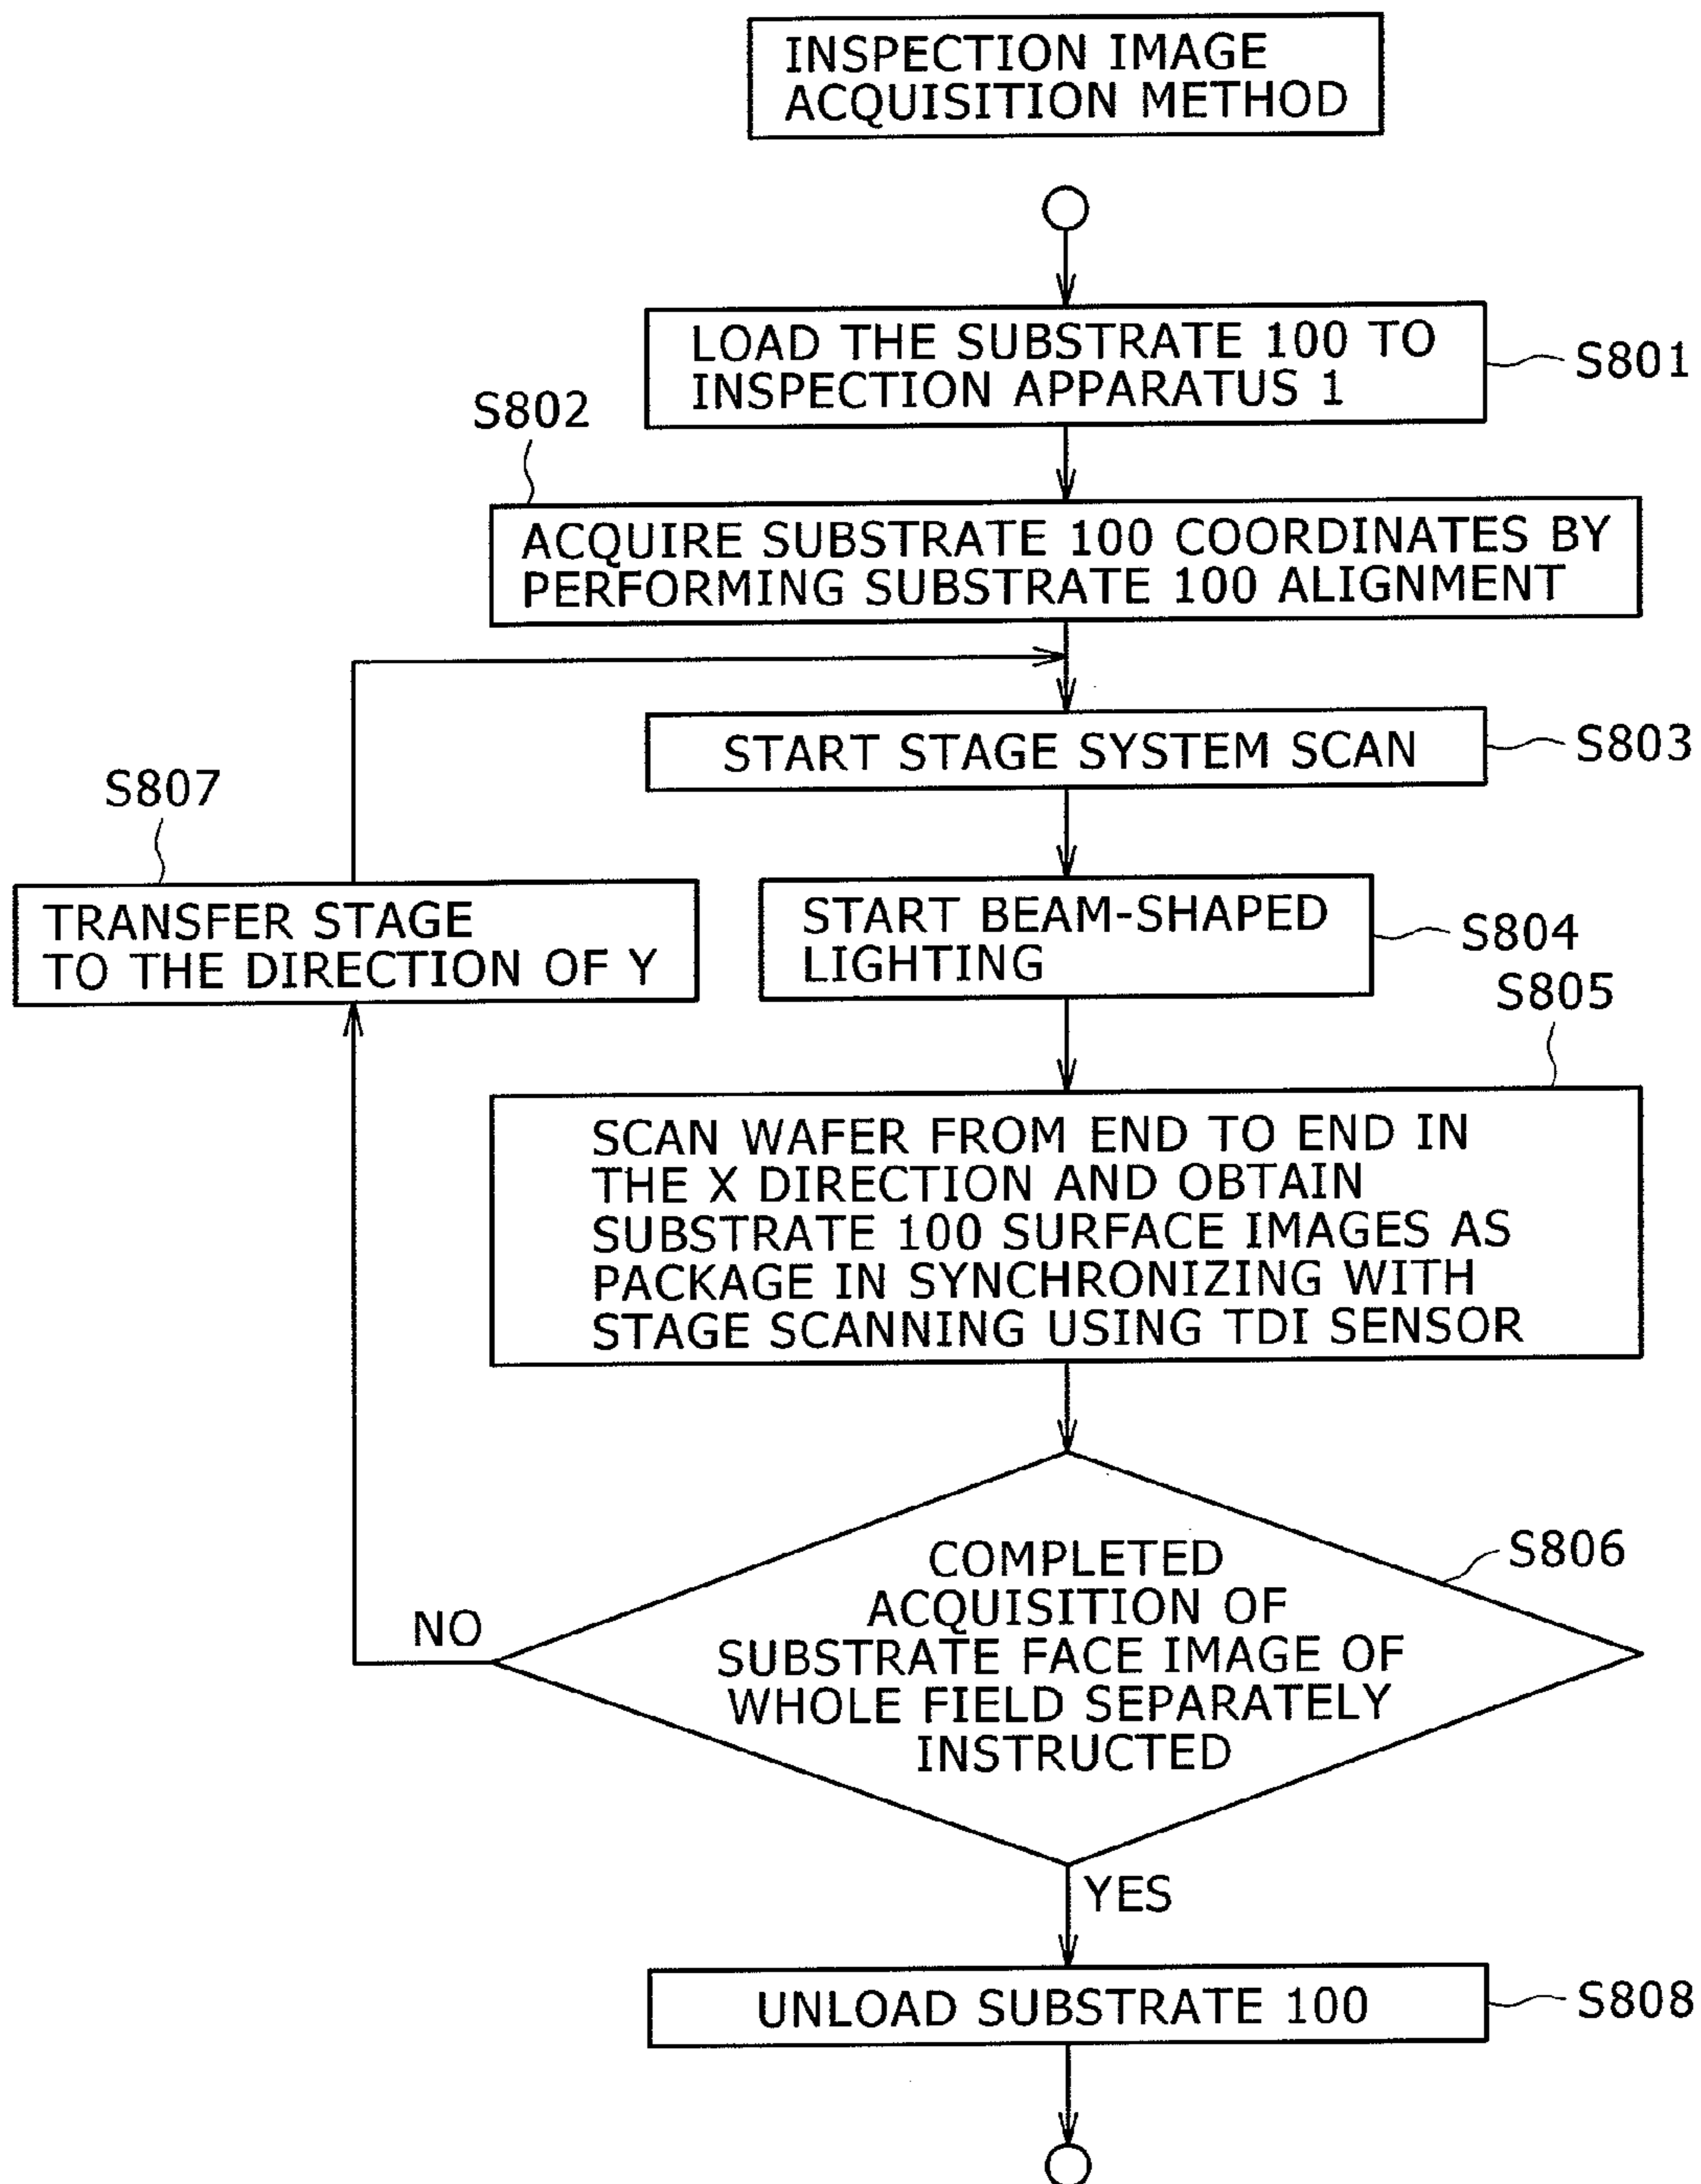 INSPECTION IMAGE
ACQUISITION METHOD
LOAD THE SUBSTRATE 100 TO
INSPECTION APPARATUS 1
S801
S802
ACQUIRE SUBSTRATE 100 COORDINATES BY
PERFORMING SUBSTRATE 100 ALIGNMENT
START STAGE SYSTEM SCAN
S803
S807
TRANSFER STAGE
TO THE DIRECTION OF Y
START BEAM-SHAPED
LIGHTING
S804
S805
SCAN WAFER FROM END TO END IN
THE X DIRECTION AND OBTAIN
SUBSTRATE 100 SURFACE IMAGES AS
PACKAGE IN SYNCHRONIZING WITH
STAGE SCANNING USING TDI SENSOR
S806
COMPLETED
ACQUISITION OF
SUBSTRATE FACE IMAGE OF
WHOLE FIELD SEPARATELY
INSTRUCTED
NO
YES
UNLOAD SUBSTRATE 100
S808